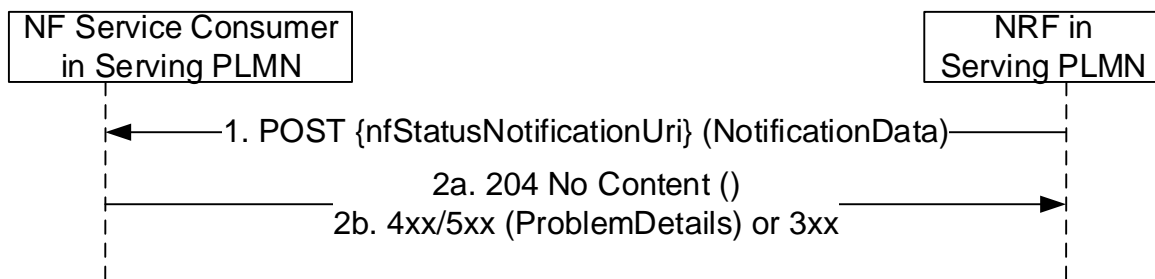 NF Service Consumer
in Serving PLMN
NRF in
Serving PLMN
1. POST {nfStatusNotificationUri} (NotificationData)
2a. 204 No Content ()
2b. 4xx/5xx (ProblemDetails) or 3xx